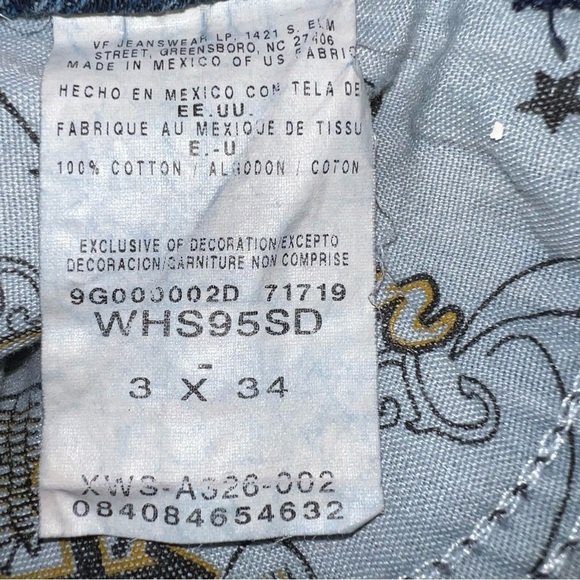 VF JEANSWEAR LP, 1421 S. ELM
STREET, GREENSBORO, NC 27406
MADE IN MEXICO OF US FABRIC
HECHO EN MEXICO CON TELA DE
EE.UU.
FABRIQUE AU MEXIQUE DE TISSU
E.-U
100% COTTON / ALGODON / COTON
EXCLUSIVE OF DECORATION/EXCEPTO
DECORACION/GARNITURE NON COMPRISE
9G000002D 71719
WHS95SD
3 X 34
XWS-A326-002
084084654632